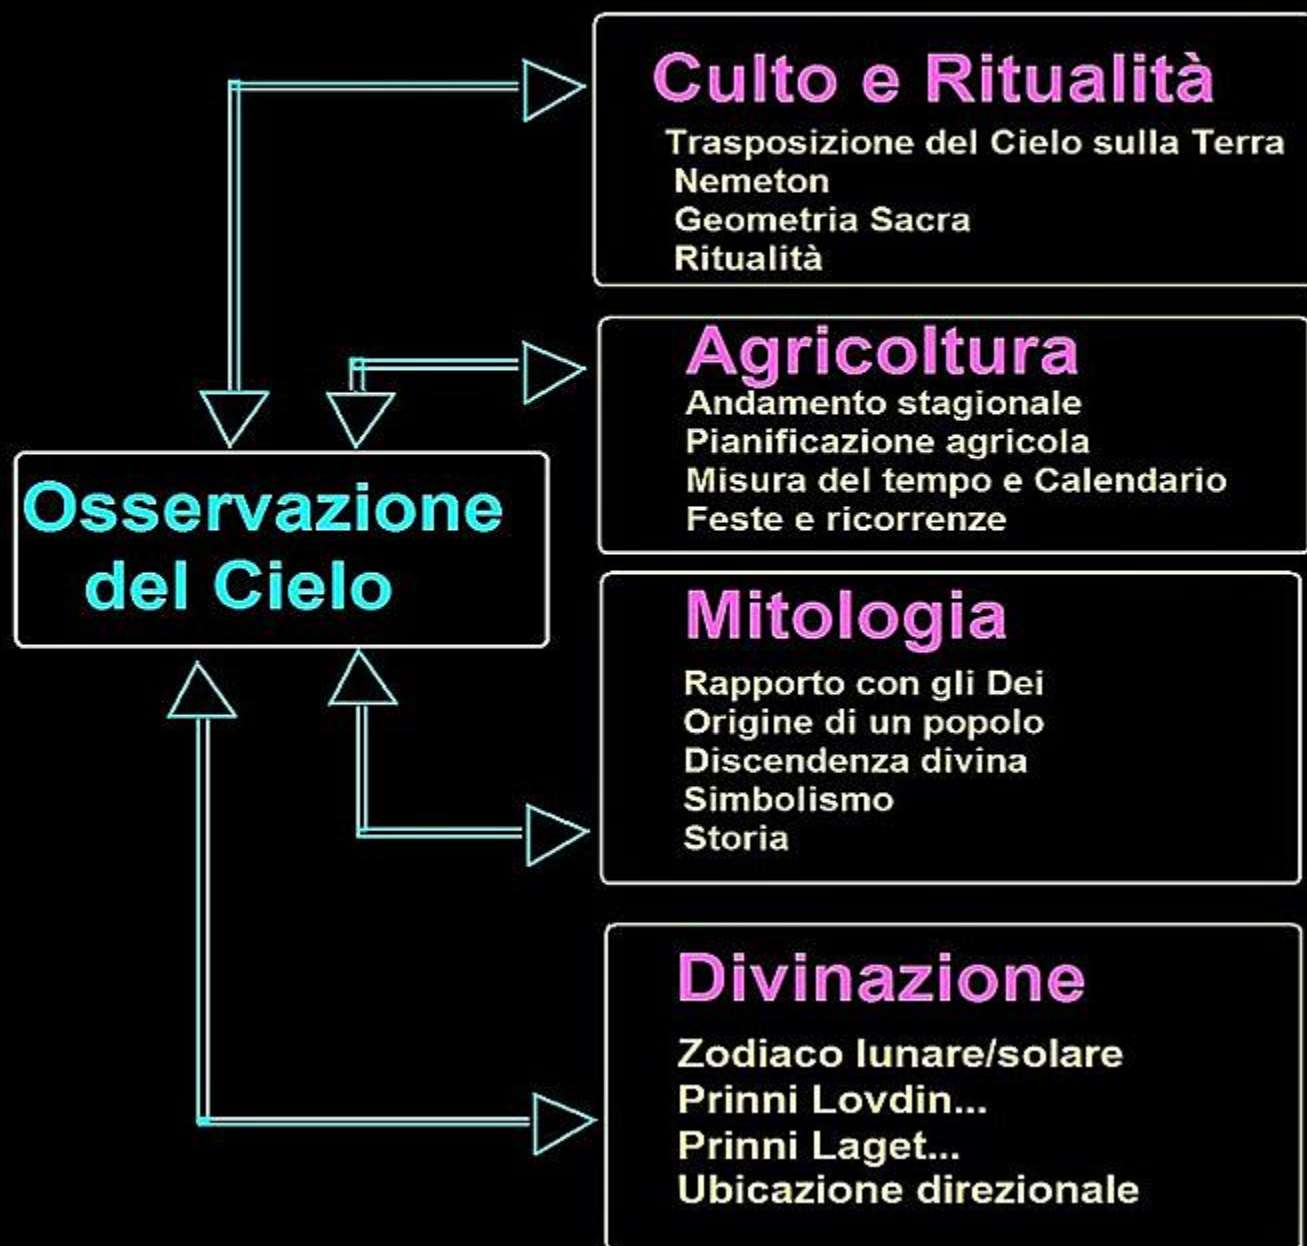 Culto e Ritualità
Trasposizione del Cielo sulla Terra
Nemeton
Geometria Sacra
Ritualità
Agricoltura
Andamento stagionale
Pianificazione agricola
Misura del tempo e Calendario
Feste e ricorrenze
Osservazione
del Cielo
Mitologia
Rapporto con gli Dei
Origine di un popolo
Discendenza divina
Simbolismo
Storia
Divinazione
Zodiaco lunare/solare
Prinni Lovdin...
Prinni Laget...
Ubicazione direzionale